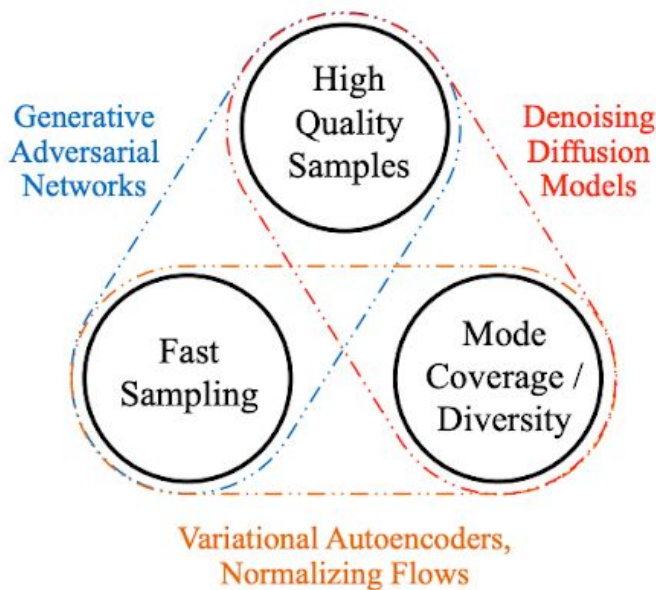 High
Quality
Samples
Generative
Adversarial
Networks
Denoising
Diffusion
Models
Fast
Sampling
Mode
Coverage /
Diversity
Variational Autoencoders,
Normalizing Flows